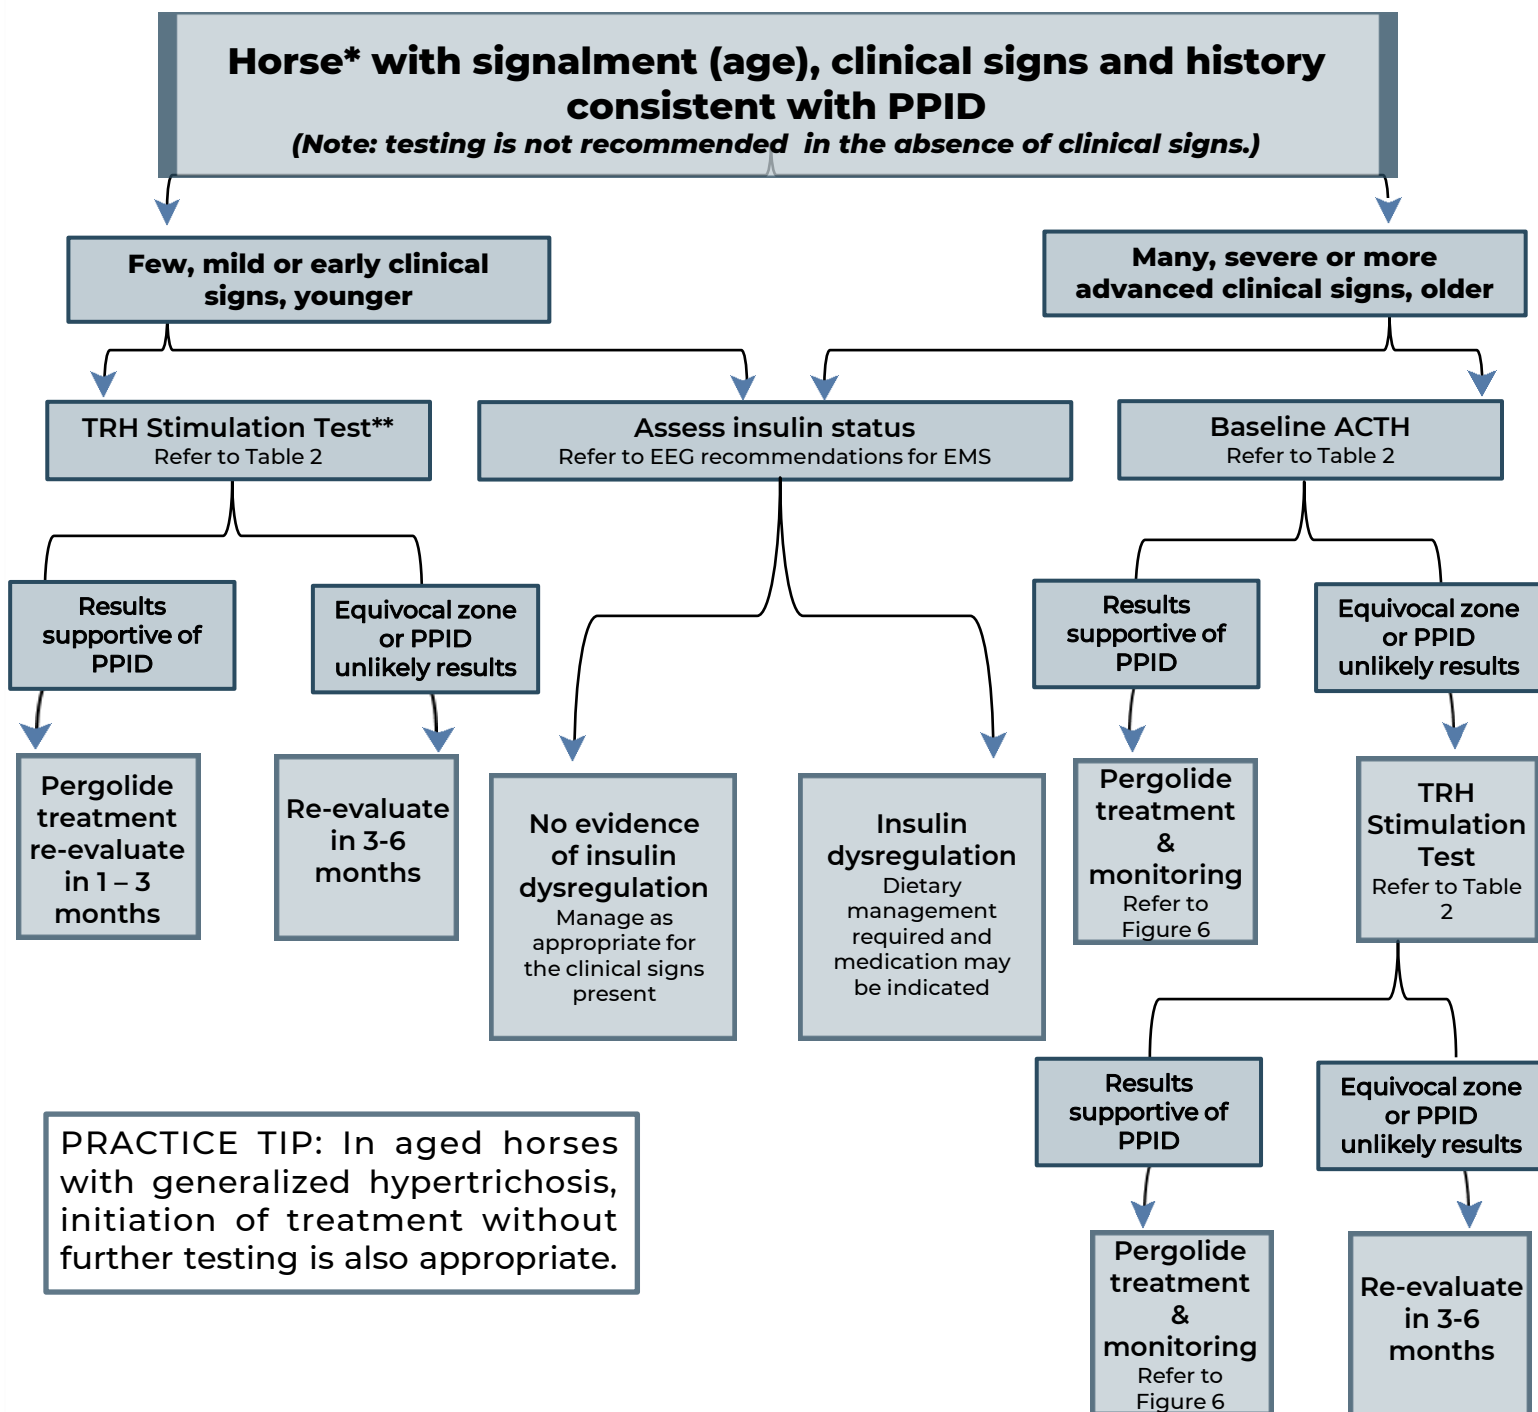 Horse* with signalment (age), clinical signs and history
consistent with PPID
(Note: testing is not recommended in the absence of clinical signs.)
Few, mild or early clinical
signs, younger
Many, severe or more
advanced clinical signs, older
TRH Stimulation Test**
Refer to Table 2
Assess insulin status
Refer to EEG recommendations for EMS
Baseline ACTH
Refer to Table 2
Results
supportive of
PPID
Equivocal zone
or PPID
unlikely results
Results
supportive of
PPID
Equivocal zone
or PPID
unlikely results
Pergolide
treatment
re-evaluate
in 1 – 3
months
Re-evaluate
in 3-6
months
No evidence
of insulin
dysregulation
Manage as
appropriate for
the clinical signs
present
Insulin
dysregulation
Dietary
management
required and
medication may
be indicated
Pergolide
treatment
&
monitoring
Refer to
Figure 6
TRH
Stimulation
Test
Refer to Table
2
Results
supportive of
PPID
Equivocal zone
or PPID
unlikely results
Pergolide
treatment
&
monitoring
Refer to
Figure 6
Re-evaluate
in 3-6
months
PRACTICE TIP: In aged horses
with generalized hypertrichosis,
initiation of treatment without
further testing is also appropriate.